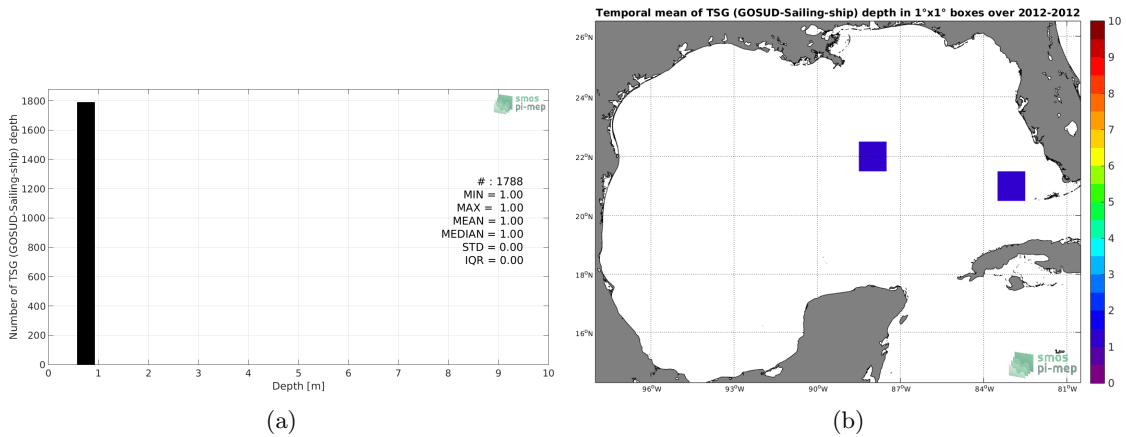 1800
1600
1400
1200
1000
800
600
400
200
0
Number of TSG (GOSUD-Sailing-ship) depth
smos
pi-mep
# : 1788
MIN = 1.00
MAX = 1.00
MEAN = 1.00
MEDIAN = 1.00
STD = 0.00
IQR = 0.00
0 1 2 3 4 5 6 7 8 9 10
Depth [m]
(a)
Temporal mean of TSG (GOSUD-Sailing-ship) depth in 1°x1° boxes over 2012-2012
26°N
24°N
22°N
20°N
18°N
16°N
96°W 93°W 90°W 87°W 84°W 81°W
smos
pi-mep
10
9
8
7
6
5
4
3
2
1
0
(b)